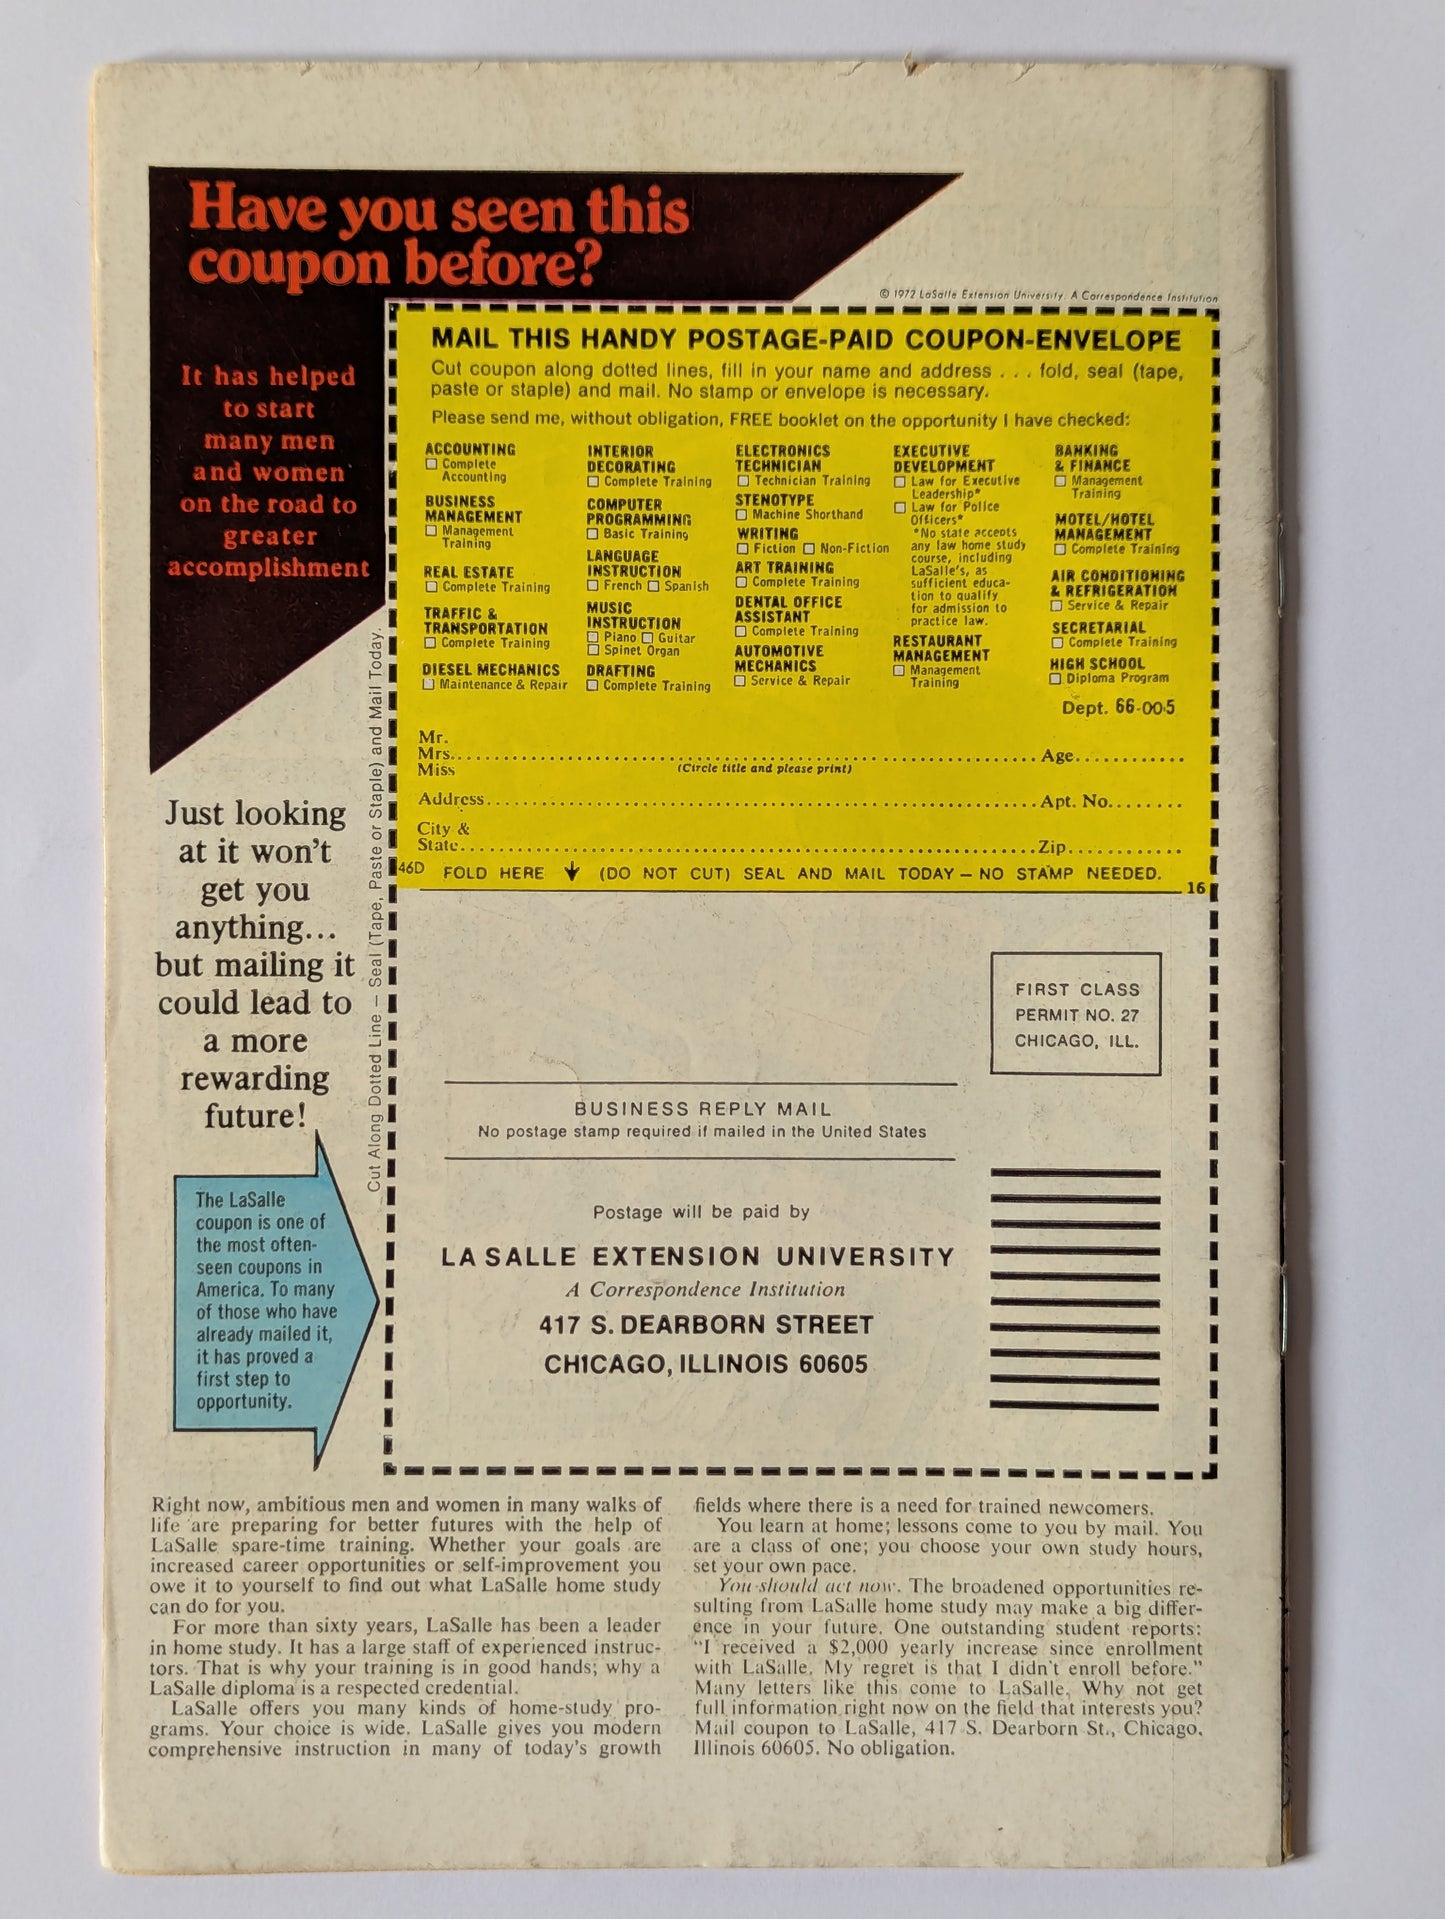 Have you seen this
coupon before?
It has helped
to start
many men
and women
on the road to
greater
accomplishment
Just looking
at it won't
get you
anything...
but mailing it
could lead to
a more
rewarding
future!
The LaSalle
coupon is one of
the most often-
seen coupons in
America. To many
of those who have
already mailed it,
it has proved a
first step to
opportunity.
Cut Along Dotted Line – Seal (Tape, Paste or Staple) and Mail Today.
© 1972 LaSalle Extension University. A Correspondence Institution
MAIL THIS HANDY POSTAGE-PAID COUPON-ENVELOPE
Cut coupon along dotted lines, fill in your name and address . . . fold, seal (tape,
paste or staple) and mail. No stamp or envelope is necessary.
Please send me, without obligation, FREE booklet on the opportunity I have checked:
ACCOUNTING
Complete
Accounting
BUSINESS
MANAGEMENT
Management
Training
REAL ESTATE
Complete Training
TRAFFIC &
TRANSPORTATION
Complete Training
DIESEL MECHANICS
Maintenance & Repair
INTERIOR
DECORATING
Complete Training
COMPUTER
PROGRAMMING
Basic Training
LANGUAGE
INSTRUCTION
French Spanish
MUSIC
INSTRUCTION
Piano Guitar
Spinet Organ
DRAFTING
Complete Training
ELECTRONICS
TECHNICIAN
Technician Training
STENOTYPE
Machine Shorthand
WRITING
Fiction Non-Fiction
ART TRAINING
Complete Training
DENTAL OFFICE
ASSISTANT
Complete Training
AUTOMOTIVE
MECHANICS
Service & Repair
EXECUTIVE
DEVELOPMENT
Law for Executive
Leadership*
Law for Police
Officers*
*No state accepts
any law home study
course, including
LaSalle's, as
sufficient educa-
tion to qualify
for admission to
practice law.
RESTAURANT
MANAGEMENT
Management
Training
BANKING
& FINANCE
Management
Training
MOTEL/HOTEL
MANAGEMENT
Complete Training
AIR CONDITIONING
& REFRIGERATION
Service & Repair
SECRETARIAL
Complete Training
HIGH SCHOOL
Diploma Program
Dept. 66-005
Mr.
Mrs. Age
Miss (Circle title and please print)
Address Apt. No.
City &
State Zip
46D FOLD HERE ↓ (DO NOT CUT) SEAL AND MAIL TODAY – NO STAMP NEEDED.
16
FIRST CLASS
PERMIT NO. 27
CHICAGO, ILL.
BUSINESS REPLY MAIL
No postage stamp required if mailed in the United States
Postage will be paid by
LA SALLE EXTENSION UNIVERSITY
A Correspondence Institution
417 S. DEARBORN STREET
CHICAGO, ILLINOIS 60605
Right now, ambitious men and women in many walks of
life are preparing for better futures with the help of
LaSalle spare-time training. Whether your goals are
increased career opportunities or self-improvement you
owe it to yourself to find out what LaSalle home study
can do for you.
For more than sixty years, LaSalle has been a leader
in home study. It has a large staff of experienced instruc-
tors. That is why your training is in good hands; why a
LaSalle diploma is a respected credential.
LaSalle offers you many kinds of home-study pro-
grams. Your choice is wide. LaSalle gives you modern
comprehensive instruction in many of today's growth
fields where there is a need for trained newcomers.
You learn at home; lessons come to you by mail. You
are a class of one; you choose your own study hours,
set your own pace.
You should act now. The broadened opportunities re-
sulting from LaSalle home study may make a big differ-
ence in your future. One outstanding student reports:
"I received a $2,000 yearly increase since enrollment
with LaSalle. My regret is that I didn't enroll before."
Many letters like this come to LaSalle. Why not get
full information right now on the field that interests you?
Mail coupon to LaSalle, 417 S. Dearborn St., Chicago,
Illinois 60605. No obligation.